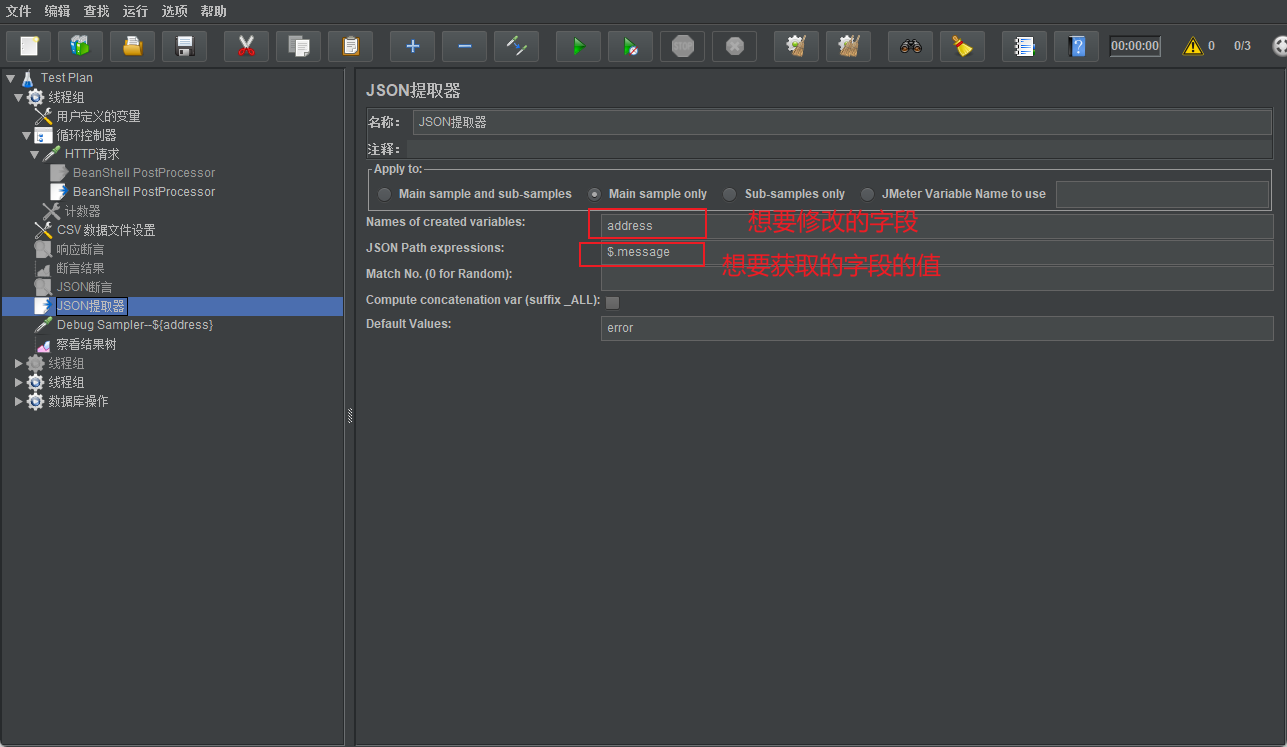 文件 编辑 查找 运行 选项 帮助
STOP 00:00:00 0 0/3
Test Plan
线程组
用户定义的变量
循环控制器
HTTP请求
BeanShell PostProcessor
BeanShell PostProcessor
计数器
CSV 数据文件设置
响应断言
断言结果
JSON断言
JSON提取器
Debug Sampler--${address}
察看结果树
线程组
线程组
数据库操作
JSON提取器
名称： JSON提取器
注释：
Apply to:
Main sample and sub-samples Main sample only Sub-samples only JMeter Variable Name to use
Names of created variables: address 想要修改的字段
JSON Path expressions: $.message 想要获取的字段的值
Match No. (0 for Random):
Compute concatenation var (suffix _ALL):
Default Values: error